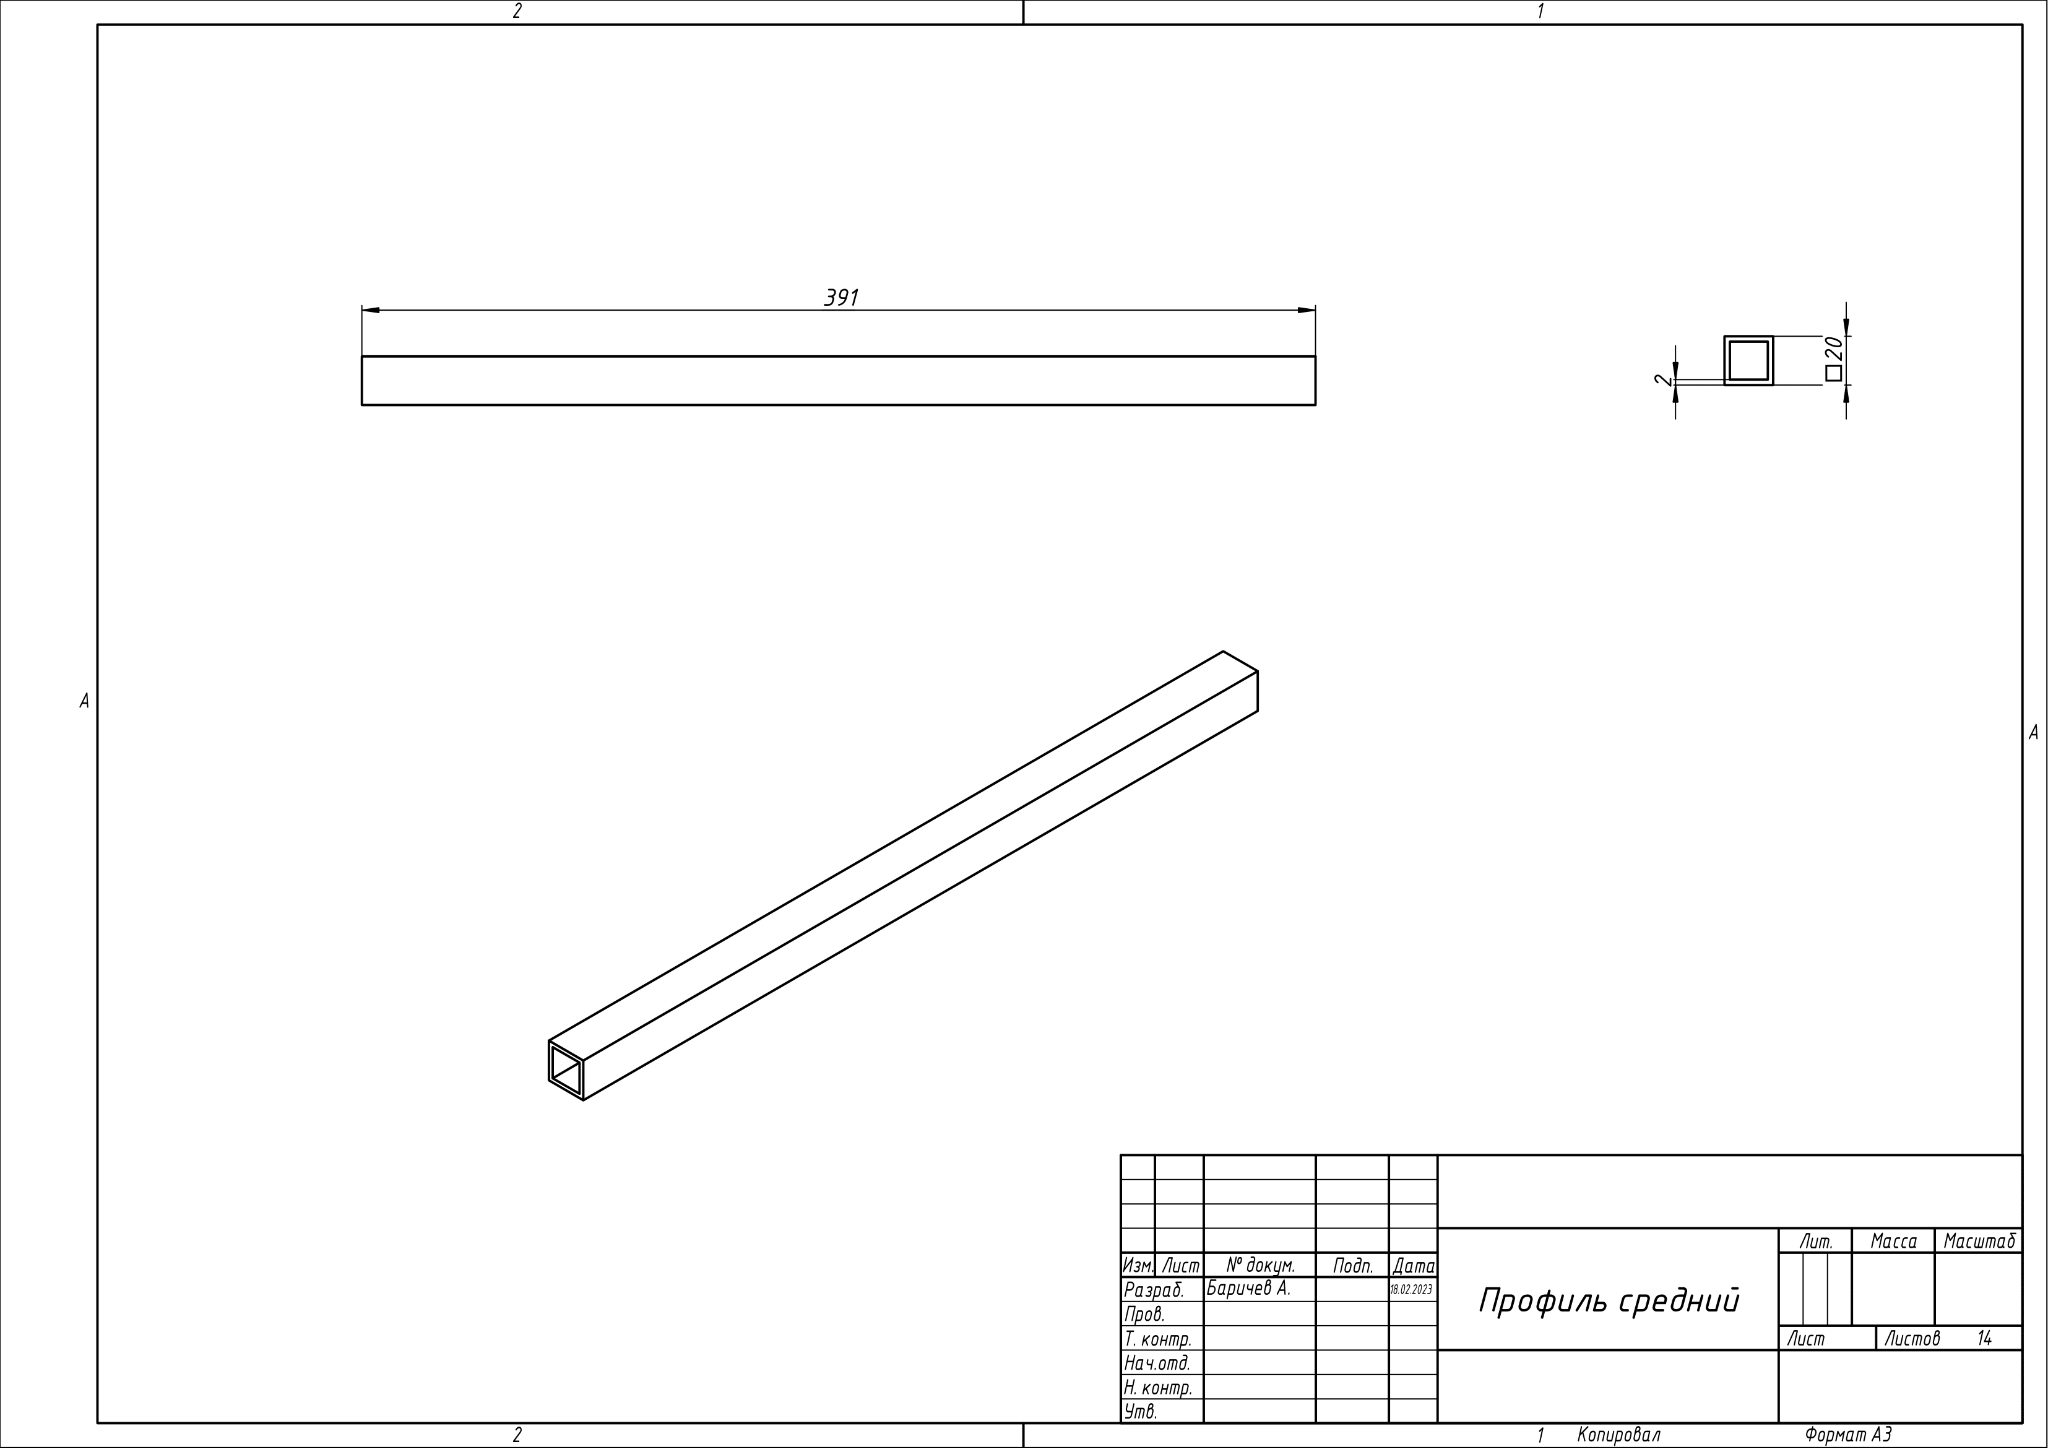 2
1
391
2
□20
А
А
Изм. Лист № докум. Подп. Дата
Разраб. Баричев А. 18.02.2023
Пров.
Т. контр.
Нач.отд.
Н. контр.
Утв.
Профиль средний
Лит. Масса Масштаб
Лист Листов 14
2
1 Копировал Формат А3